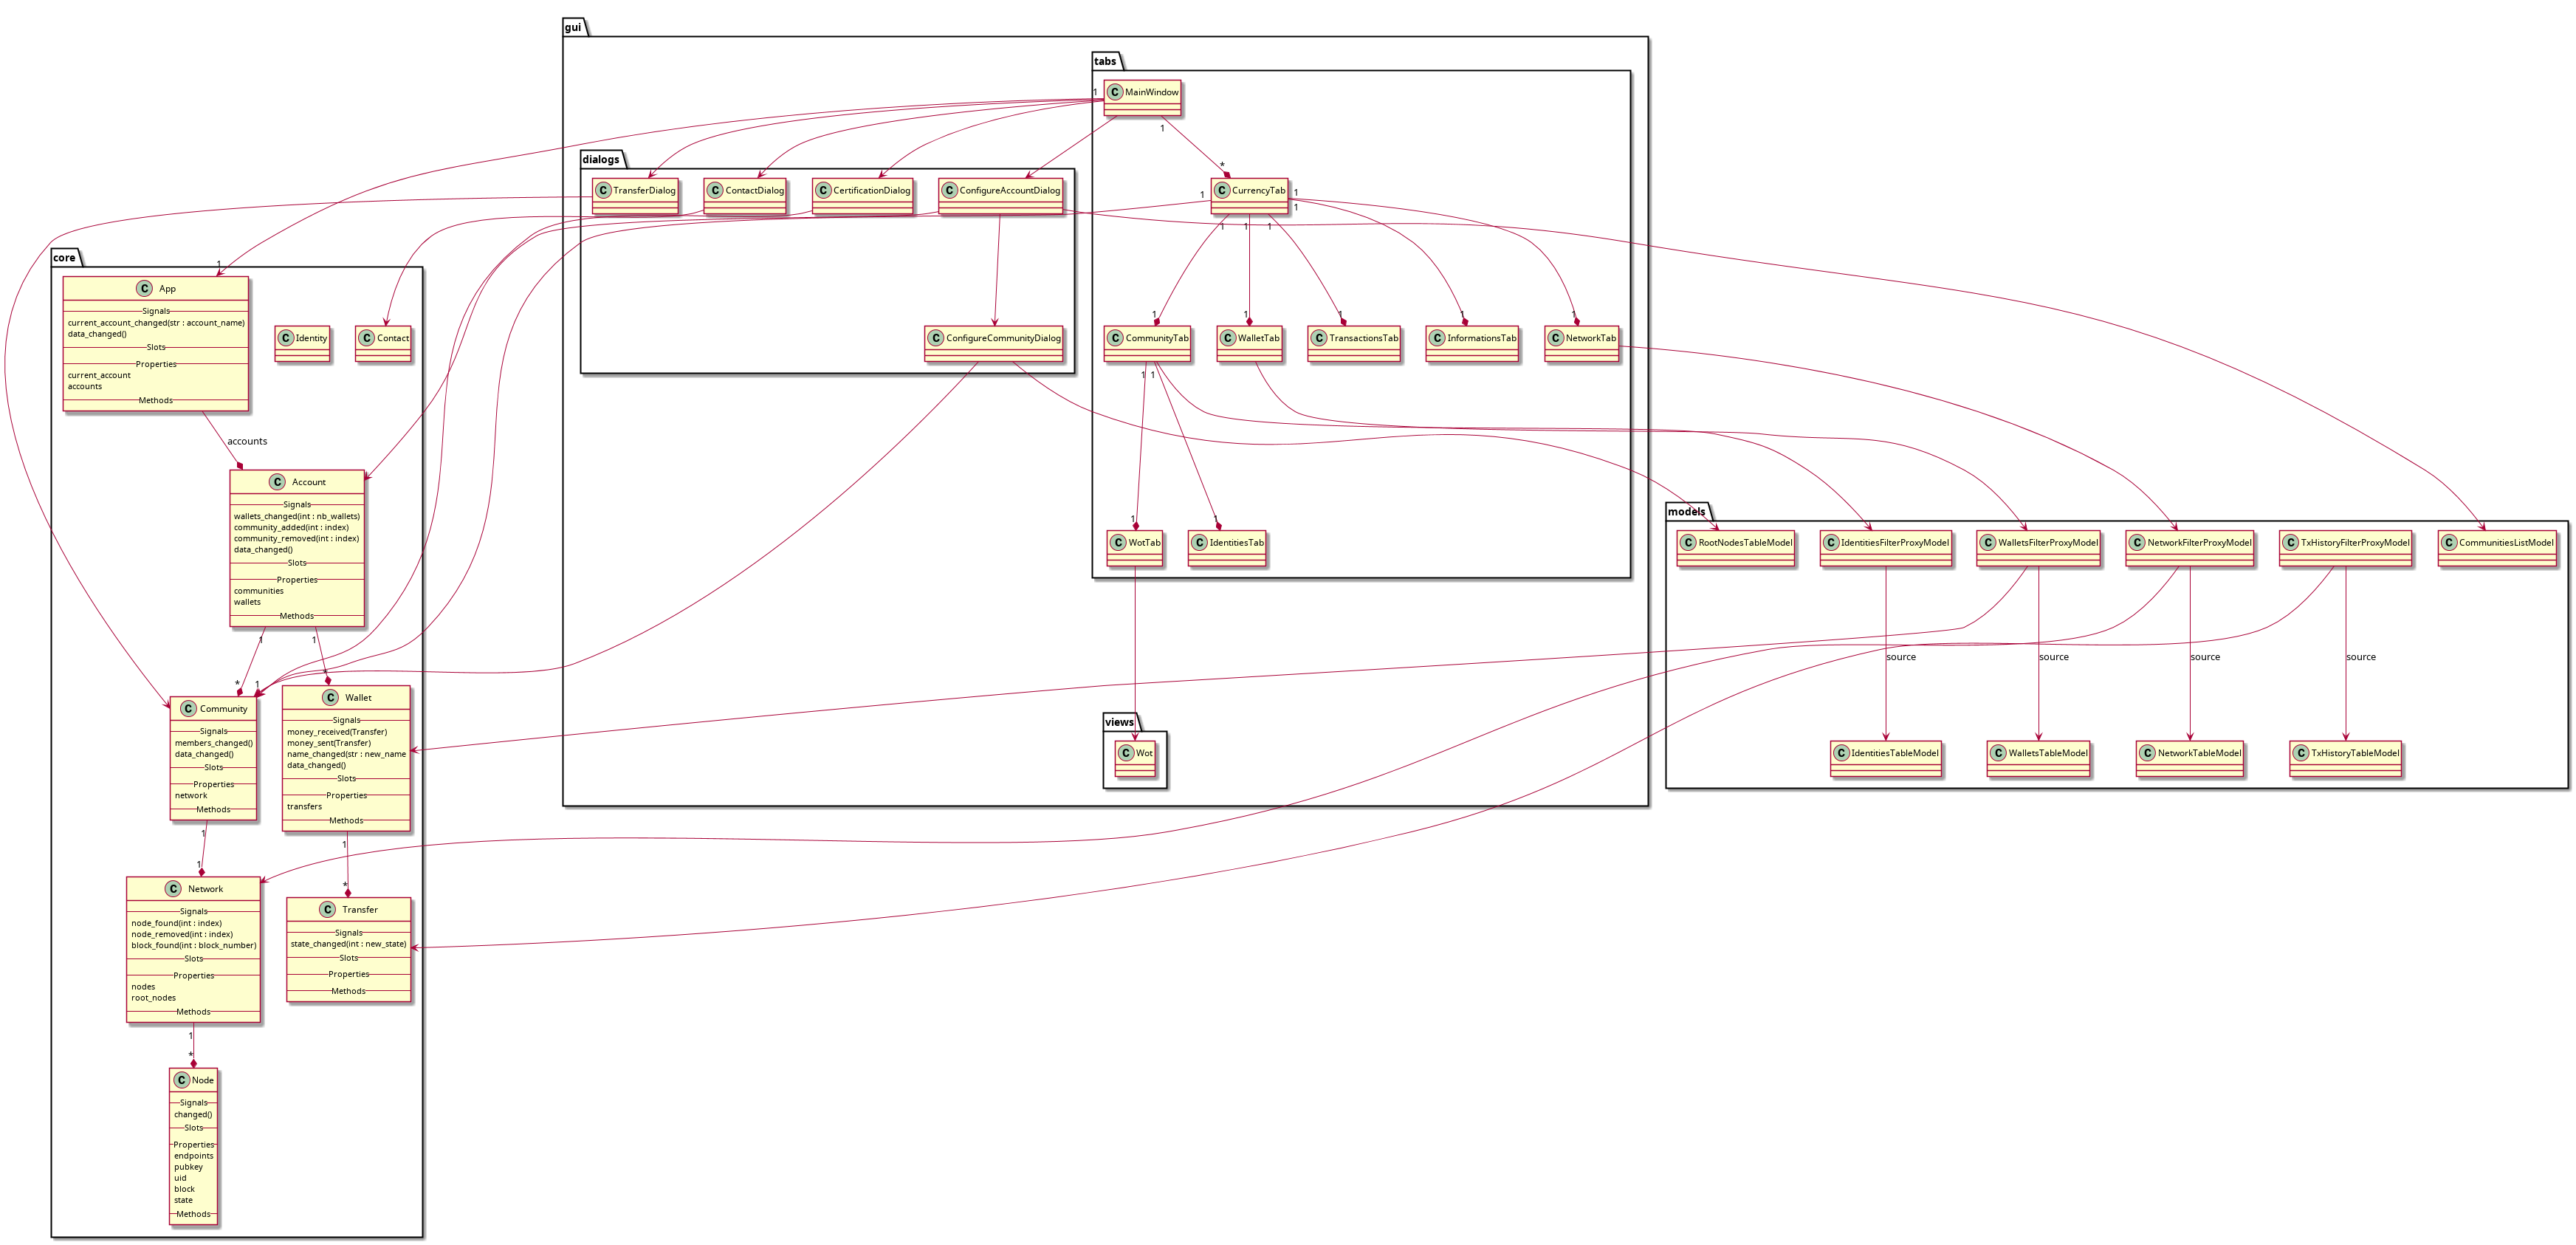 gui
tabs
C MainWindow
1
1
*
dialogs
C TransferDialog
C ContactDialog
C CertificationDialog
C ConfigureAccountDialog
C CurrencyTab
1
1
1
1
1
1
C ConfigureCommunityDialog
1
1
1
1
1
C CommunityTab
C WalletTab
C TransactionsTab
C InformationsTab
C NetworkTab
1
1
1
1
C WotTab
C IdentitiesTab
views
C Wot
core
1
C App
Signals
current_account_changed(str : account_name)
data_changed()
Slots
Properties
current_account
accounts
Methods
C Identity
C Contact
accounts
C Account
Signals
wallets_changed(int : nb_wallets)
community_added(int : index)
community_removed(int : index)
data_changed()
Slots
Properties
communities
wallets
Methods
1
1
*
1
*
C Community
Signals
members_changed()
data_changed()
Slots
Properties
network
Methods
C Wallet
Signals
money_received(Transfer)
money_sent(Transfer)
name_changed(str : new_name
data_changed()
Slots
Properties
transfers
Methods
1
1
1
*
C Network
Signals
node_found(int : index)
node_removed(int : index)
block_found(int : block_number)
Slots
Properties
nodes
root_nodes
Methods
C Transfer
Signals
state_changed(int : new_state)
Slots
Properties
Methods
1
*
C Node
Signals
changed()
Slots
Properties
endpoints
pubkey
uid
block
state
Methods
models
C RootNodesTableModel
C IdentitiesFilterProxyModel
C WalletsFilterProxyModel
C NetworkFilterProxyModel
C TxHistoryFilterProxyModel
C CommunitiesListModel
source
source
source
source
C IdentitiesTableModel
C WalletsTableModel
C NetworkTableModel
C TxHistoryTableModel